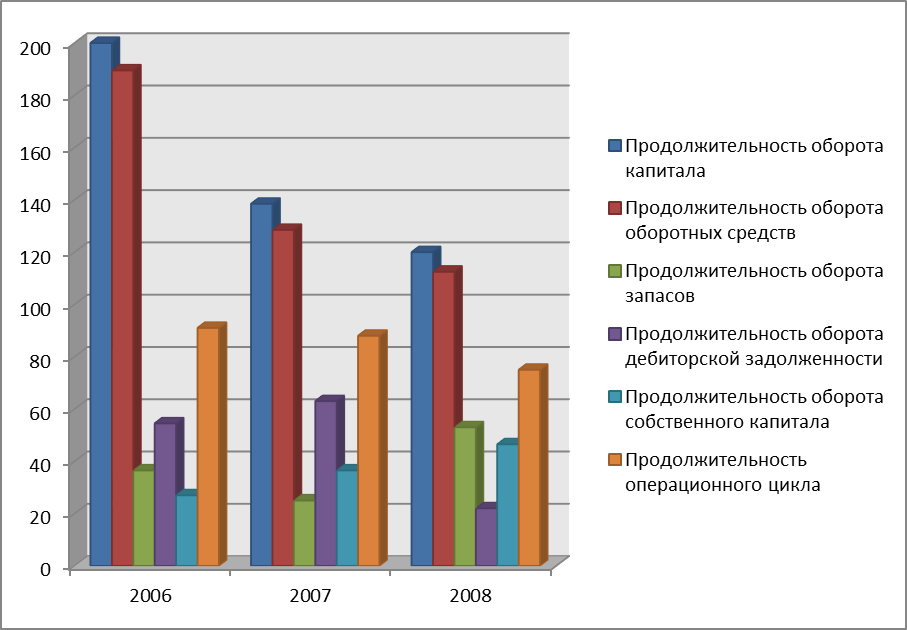 200
180
160
140
120
100
80
60
40
20
0
2006 2007 2008
Продолжительность оборота
капитала
Продолжительность оборота
оборотных средств
Продолжительность оборота
запасов
Продолжительность оборота
дебиторской задолженности
Продолжительность оборота
собственного капитала
Продолжительность
операционного цикла